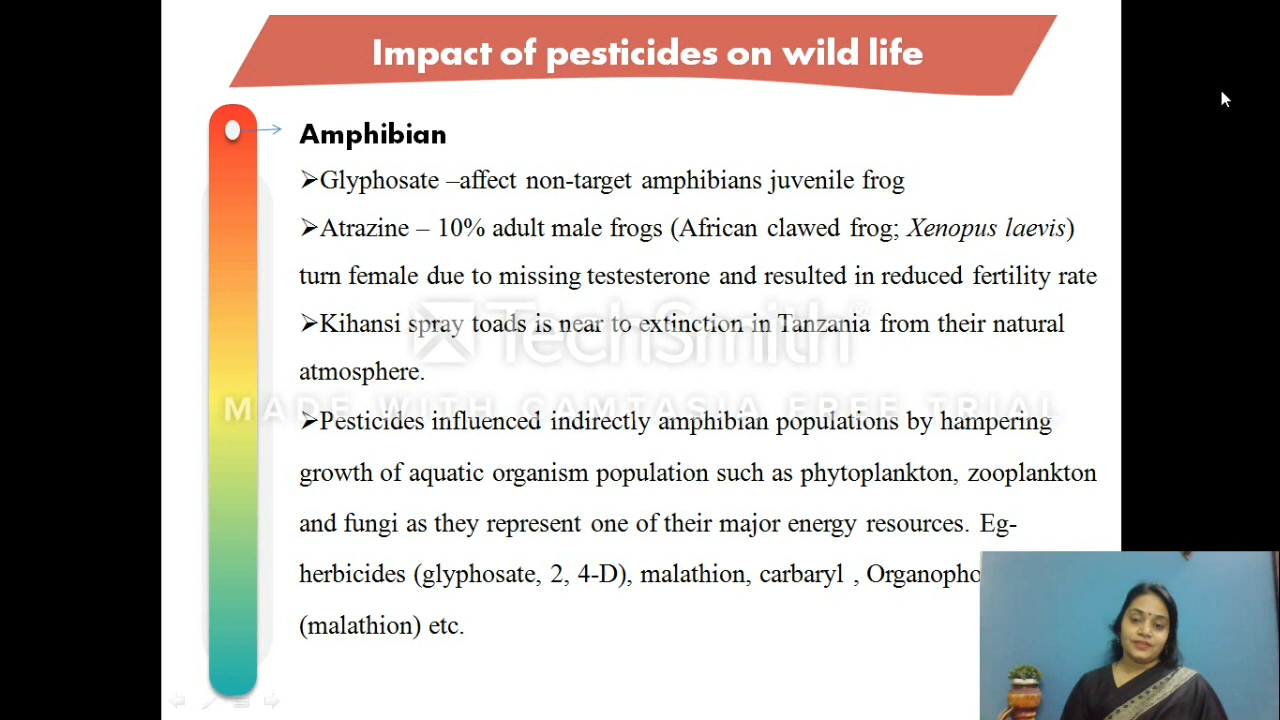 Impact of pesticides on wild life
Amphibian
➢Glyphosate –affect non-target amphibians juvenile frog
➢Atrazine – 10% adult male frogs (African clawed frog; Xenopus laevis)
turn female due to missing testesterone and resulted in reduced fertility rate
➢Kihansi spray toads is near to extinction in Tanzania from their natural
atmosphere.
➢Pesticides influenced indirectly amphibian populations by hampering
growth of aquatic organism population such as phytoplankton, zooplankton
and fungi as they represent one of their major energy resources. Eg-
herbicides (glyphosate, 2, 4-D), malathion, carbaryl , Organopho
(malathion) etc.
TechSmith
MADE WITH CAMTASIA FREE TRIAL